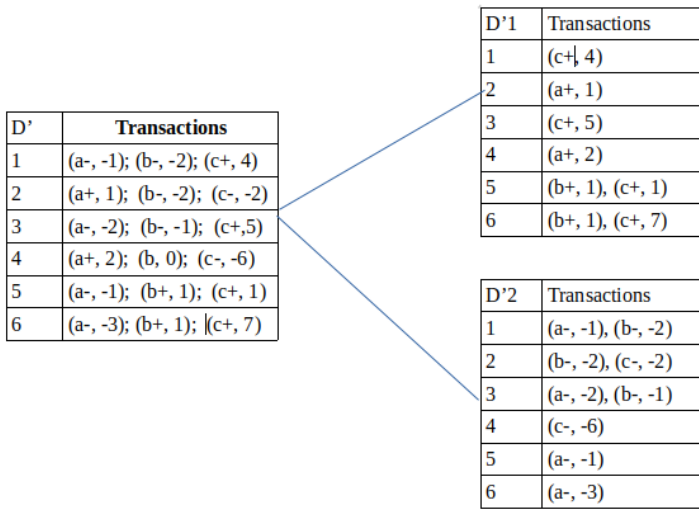 D' Transactions
1 (a-, -1); (b-, -2); (c+, 4)
2 (a+, 1); (b-, -2); (c-, -2)
3 (a-, -2); (b-, -1); (c+,5)
4 (a+, 2); (b, 0); (c-, -6)
5 (a-, -1); (b+, 1); (c+, 1)
6 (a-, -3); (b+, 1); (c+, 7)
D'1 Transactions
1 (c+, 4)
2 (a+, 1)
3 (c+, 5)
4 (a+, 2)
5 (b+, 1), (c+, 1)
6 (b+, 1), (c+, 7)
D'2 Transactions
1 (a-, -1), (b-, -2)
2 (b-, -2), (c-, -2)
3 (a-, -2), (b-, -1)
4 (c-, -6)
5 (a-, -1)
6 (a-, -3)